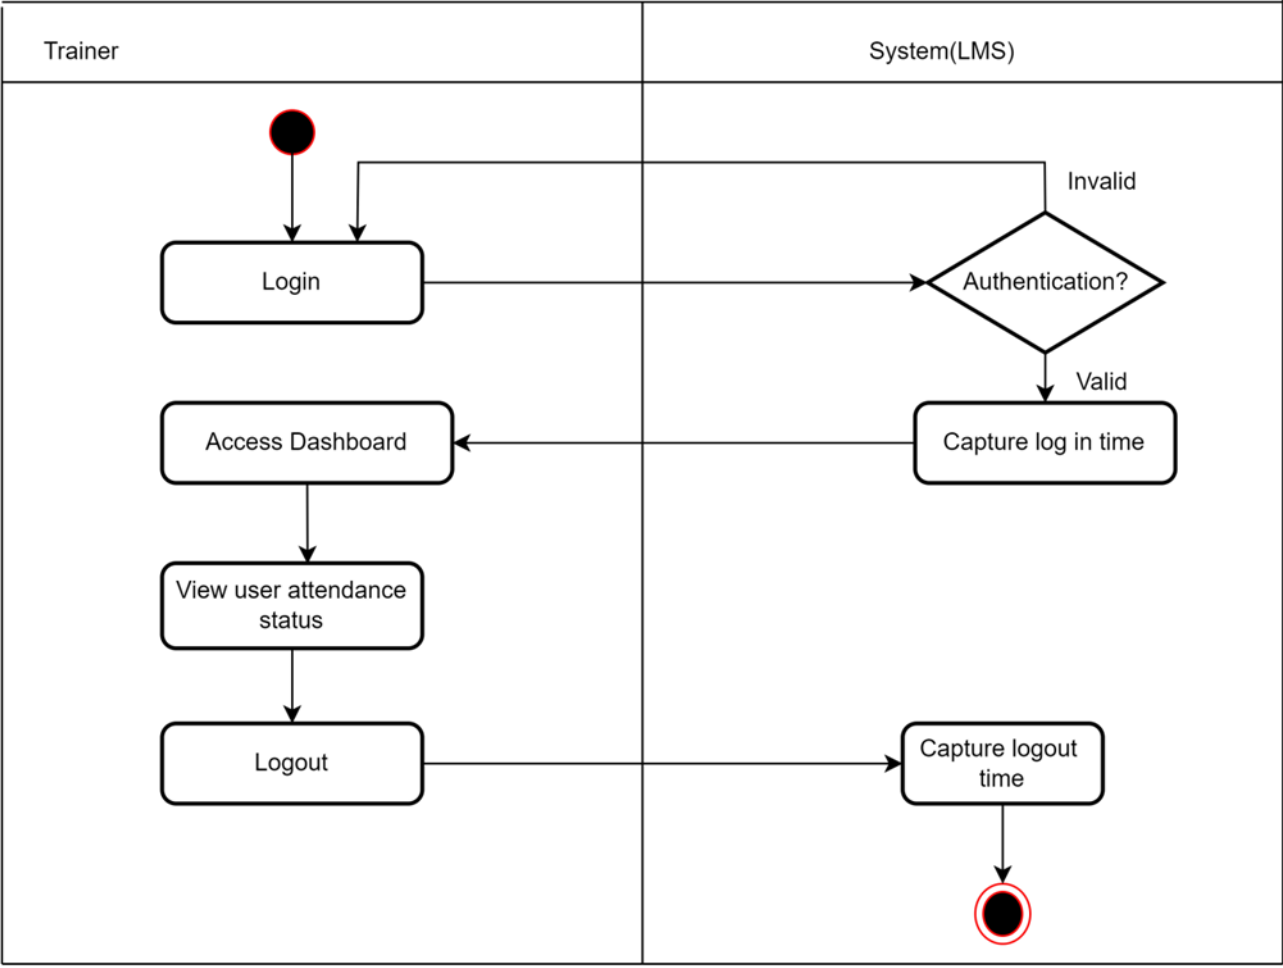 Trainer
System(LMS)
Invalid
Login
Authentication?
Valid
Access Dashboard
Capture log in time
View user attendance
status
Logout
Capture logout
time